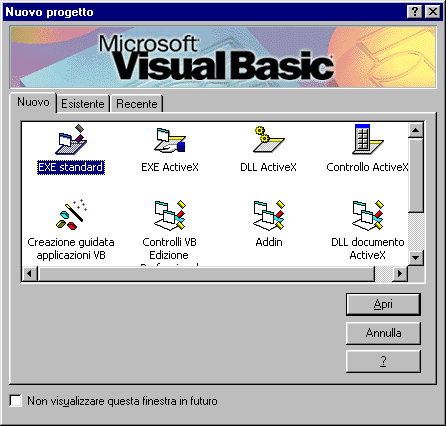 Nuovo progetto
Microsoft
Visual Basic
Nuovo Esistente Recente
EXE standard EXE ActiveX DLL ActiveX Controllo ActiveX
Creazione guidata applicazioni VB
Controlli VB Edizione
Addin
DLL documento ActiveX
Apri
Annulla
?
Non visualizzare questa finestra in futuro